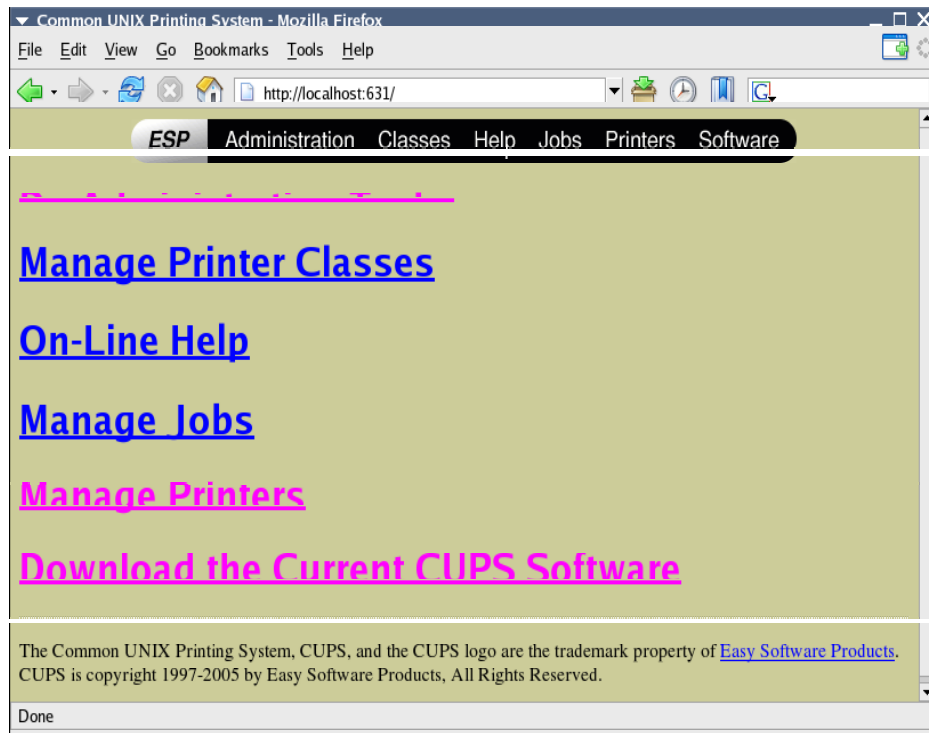 Common UNIX Printing System - Mozilla Firefox
File Edit View Go Bookmarks Tools Help
http://localhost:631/
G
ESP Administration Classes Help Jobs Printers Software
Manage Printer Classes
On-Line Help
Manage Jobs
Manage Printers
Download the Current CUPS Software
The Common UNIX Printing System, CUPS, and the CUPS logo are the trademark property of Easy Software Products.
CUPS is copyright 1997-2005 by Easy Software Products, All Rights Reserved.
Done